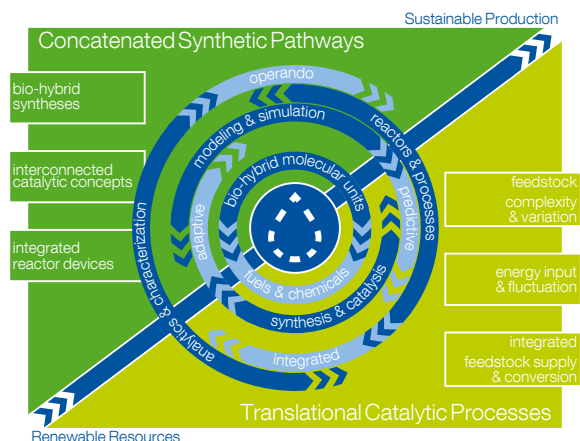 Sustainable Production
Concatenated Synthetic Pathways
operando
bio-hybrid
syntheses
modeling & simulation
reactors & processes
bio-hybrid molecular units
interconnected
catalytic concepts
feedstock
complexity
& variation
adaptive
predictive
analytics & characterization
integrated
reactor devices
fuels & chemicals
energy input
& fluctuation
synthesis & catalysis
integrated
integrated
feedstock supply
& conversion
Translational Catalytic Processes
Renewable Resources